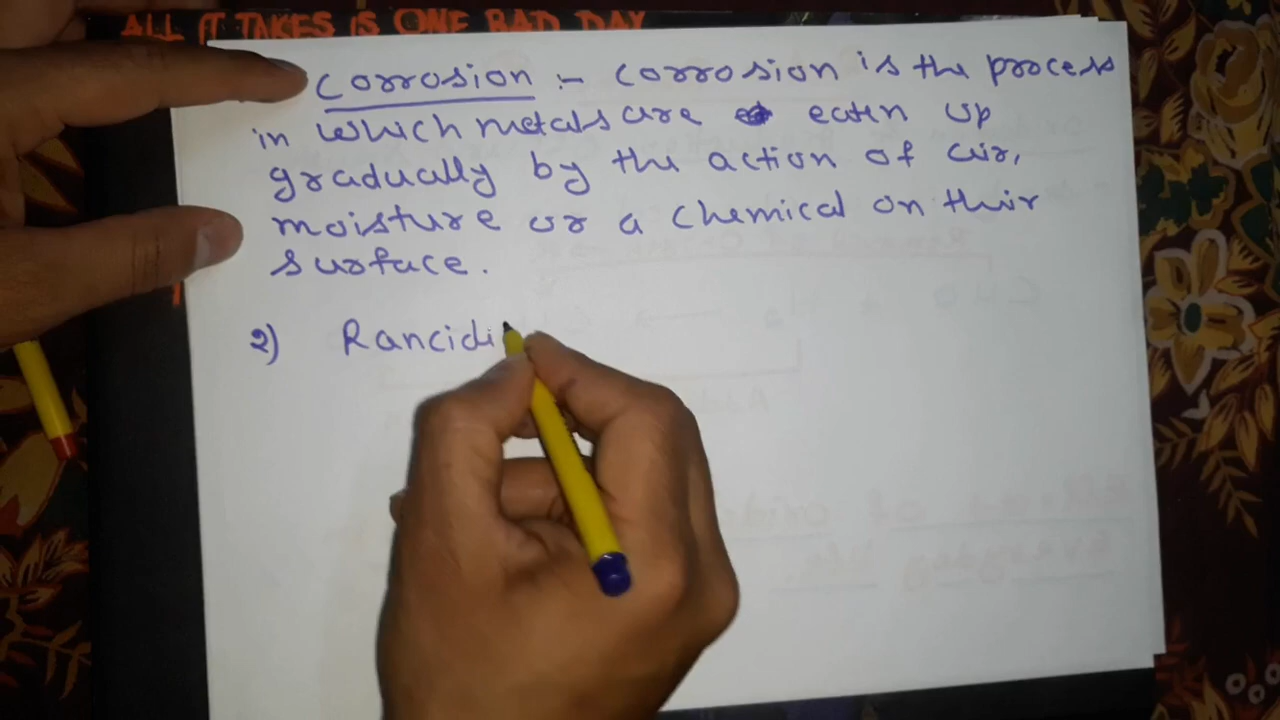 ALL IT TAKES IS ONE BAD DAY
Corrosion :- Corrosion is the process
in which metals are eaten up
gradually by the action of air,
moisture or a chemical on their
surface.
2) Rancidi